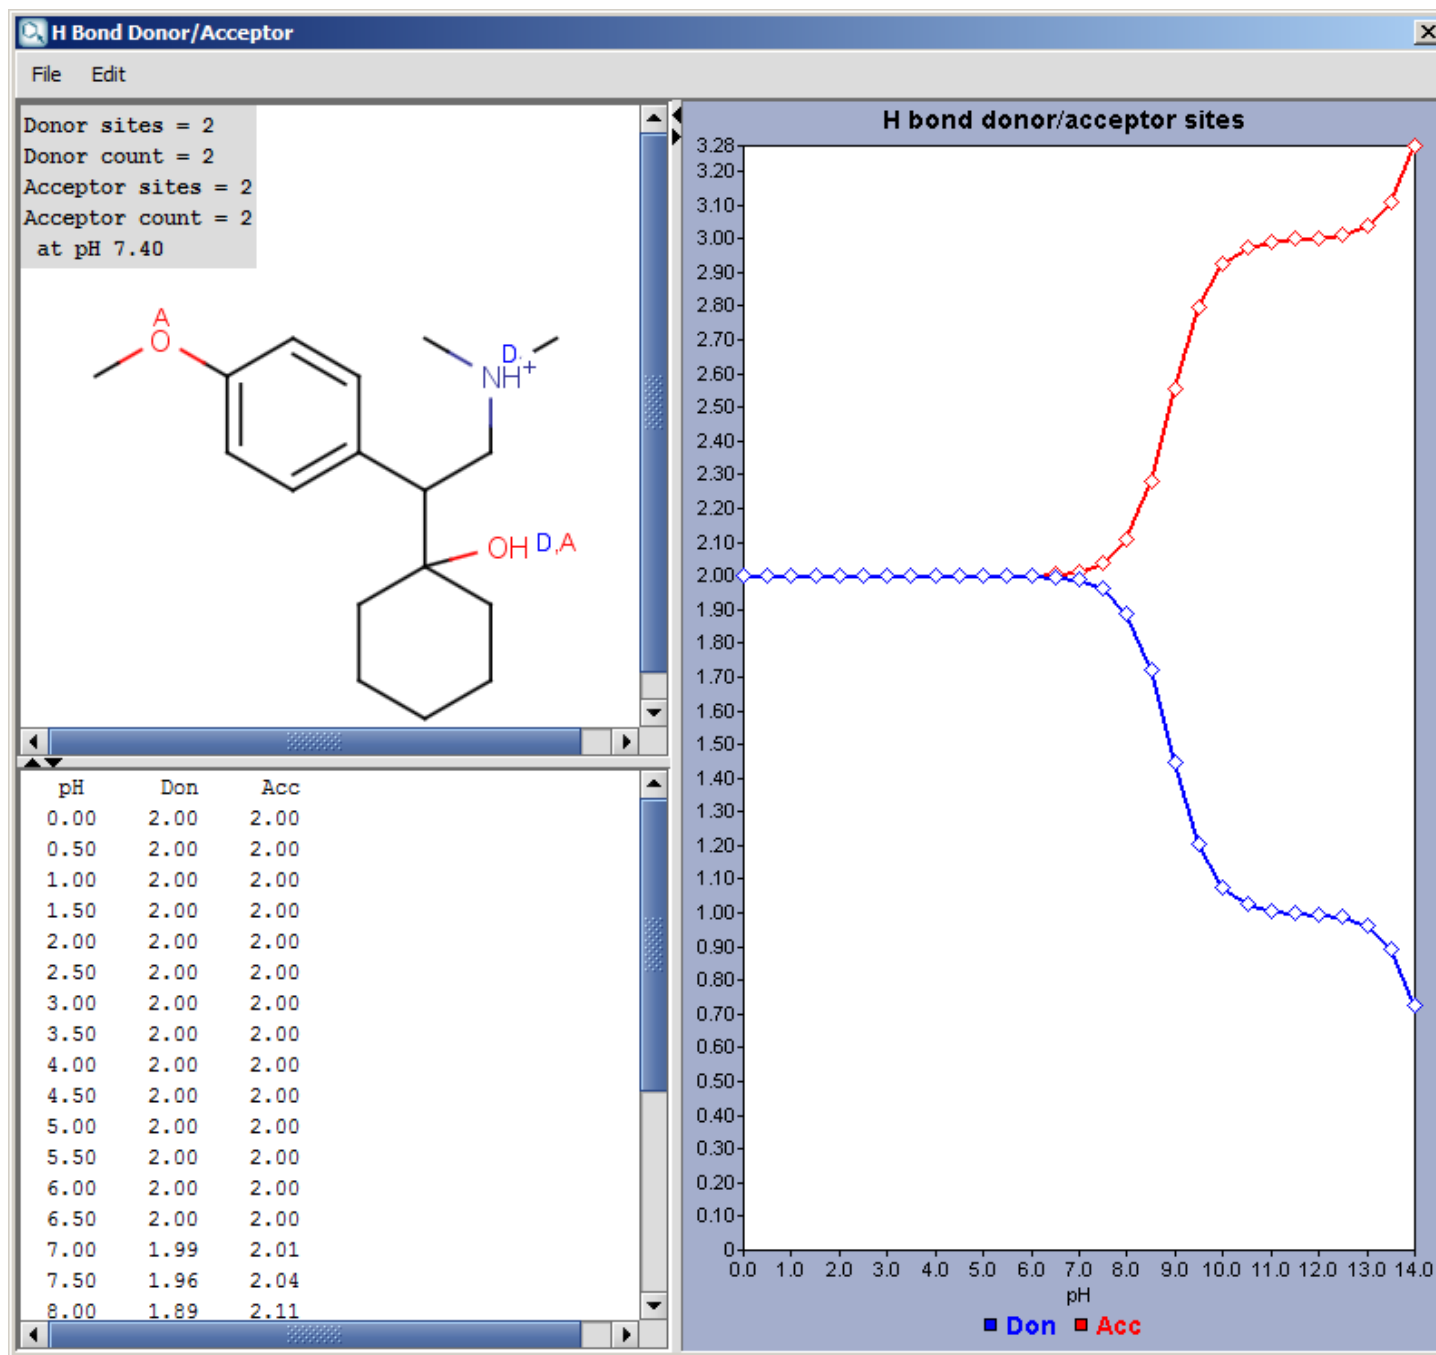 H Bond Donor/Acceptor
File Edit
Donor sites = 2
Donor count = 2
Acceptor sites = 2
Acceptor count = 2
at pH 7.40
A
O
D
NH+
OH D,A
pH Don Acc
0.00 2.00 2.00
0.50 2.00 2.00
1.00 2.00 2.00
1.50 2.00 2.00
2.00 2.00 2.00
2.50 2.00 2.00
3.00 2.00 2.00
3.50 2.00 2.00
4.00 2.00 2.00
4.50 2.00 2.00
5.00 2.00 2.00
5.50 2.00 2.00
6.00 2.00 2.00
6.50 2.00 2.00
7.00 1.99 2.01
7.50 1.96 2.04
8.00 1.89 2.11
H bond donor/acceptor sites
3.28
3.20
3.10
3.00
2.90
2.80
2.70
2.60
2.50
2.40
2.30
2.20
2.10
2.00
1.90
1.80
1.70
1.60
1.50
1.40
1.30
1.20
1.10
1.00
0.90
0.80
0.70
0.60
0.50
0.40
0.30
0.20
0.10
0
0.0 1.0 2.0 3.0 4.0 5.0 6.0 7.0 8.0 9.0 10.0 11.0 12.0 13.0 14.0
pH
Don Acc